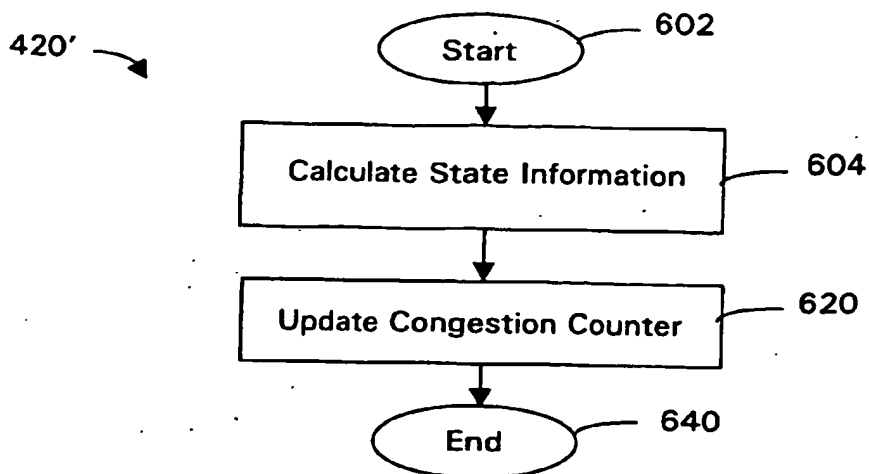 420'
Start
602
Calculate State Information
604
Update Congestion Counter
620
End
640